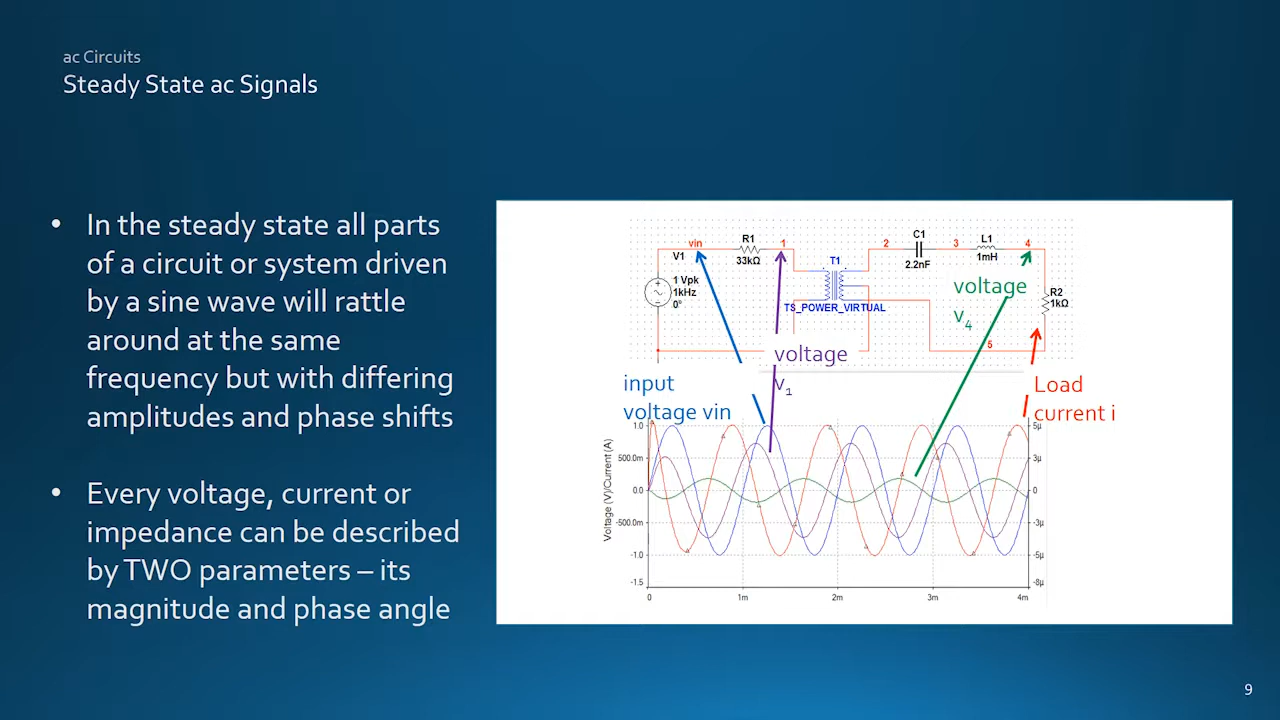 ac Circuits
Steady State ac Signals
• In the steady state all parts
of a circuit or system driven
by a sine wave will rattle
around at the same
frequency but with differing
amplitudes and phase shifts
• Every voltage, current or
impedance can be described
by TWO parameters – its
magnitude and phase angle
vin
R1
33kΩ
1
V1
1 Vpk
1kHz
0°
T1
TS_POWER_VIRTUAL
2
C1
2.2nF
3
L1
1mH
4
R2
1kΩ
5
voltage
v4
voltage
v1
input
voltage vin
Load
current i
Voltage (V)/Current (A)
1.0
500.0m
0.0
-500.0m
-1.0
-1.5
5µ
3µ
0
-3µ
-5µ
-8µ
0
1m
2m
3m
4m
9